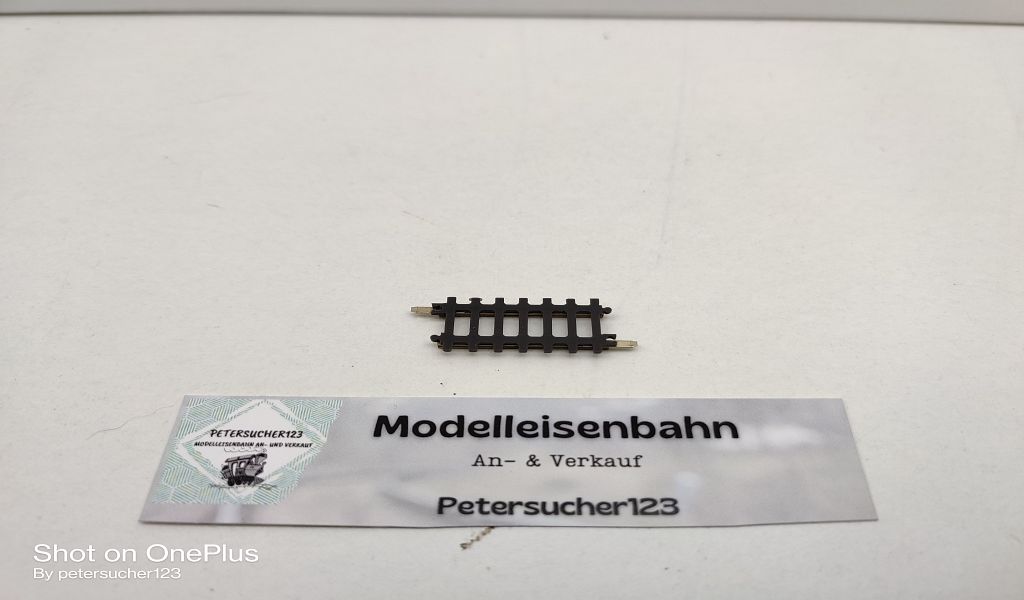 PETERSUCHER123
MODELLEISENBAHN AN- UND VERKAUF
Modelleisenbahn
An- & Verkauf
Petersucher123
Shot on OnePlus
By petersucher123